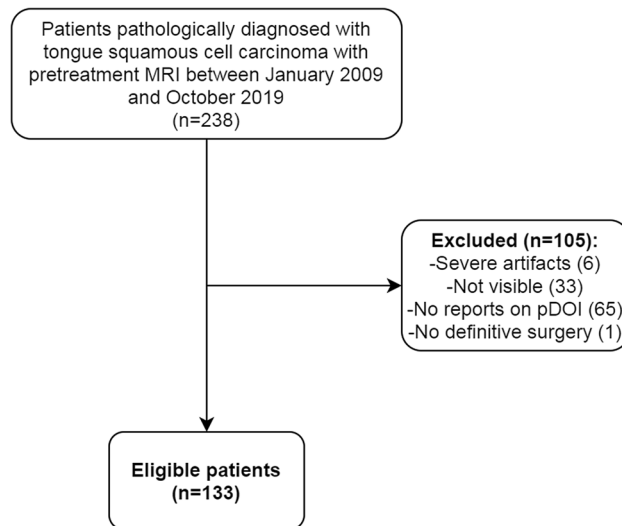 Patients pathologically diagnosed with
tongue squamous cell carcinoma with
pretreatment MRI between January 2009
and October 2019
(n=238)
Excluded (n=105):
-Severe artifacts (6)
-Not visible (33)
-No reports on pDOI (65)
-No definitive surgery (1)
Eligible patients
(n=133)